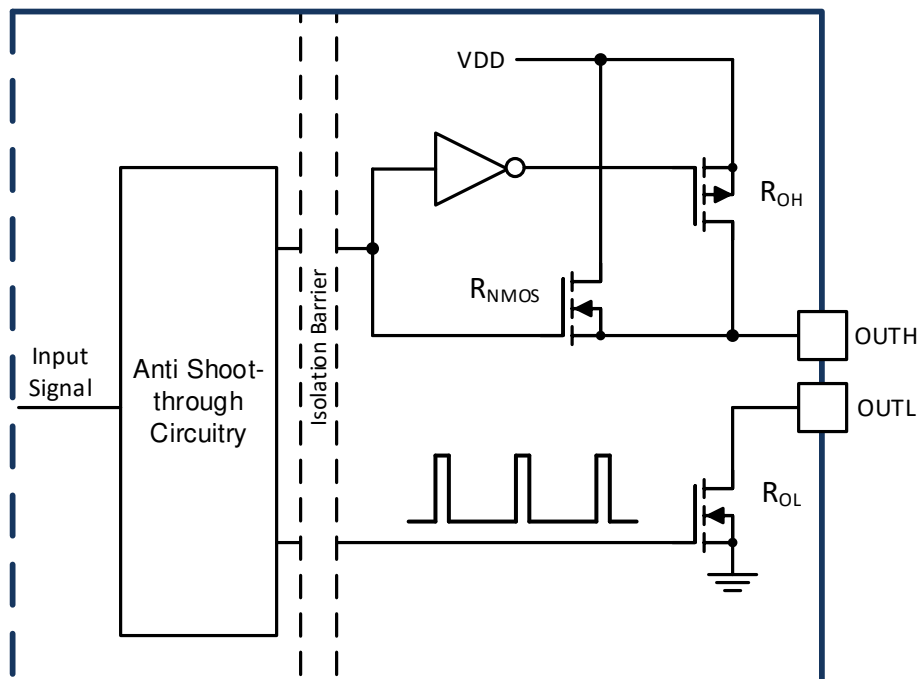 VDD
R_OH
R_NMOS
Isolation Barrier
Input
Signal
Anti Shoot-
through
Circuitry
OUTH
OUTL
R_OL